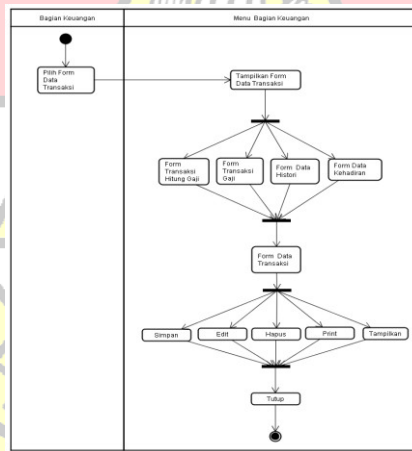 Bagian Keuangan
Menu Bagian Keuangan
Pilih Form
Data
Transaksi
Tampilkan Form
Data Transaksi
Form
Transaksi
Hitung Gaji
Form
Transaksi
Gaji
Form Data
Histori
Form Data
Kehadiran
Form Data
Transaksi
Simpan
Edit
Hapus
Print
Tampilkan
Tutup